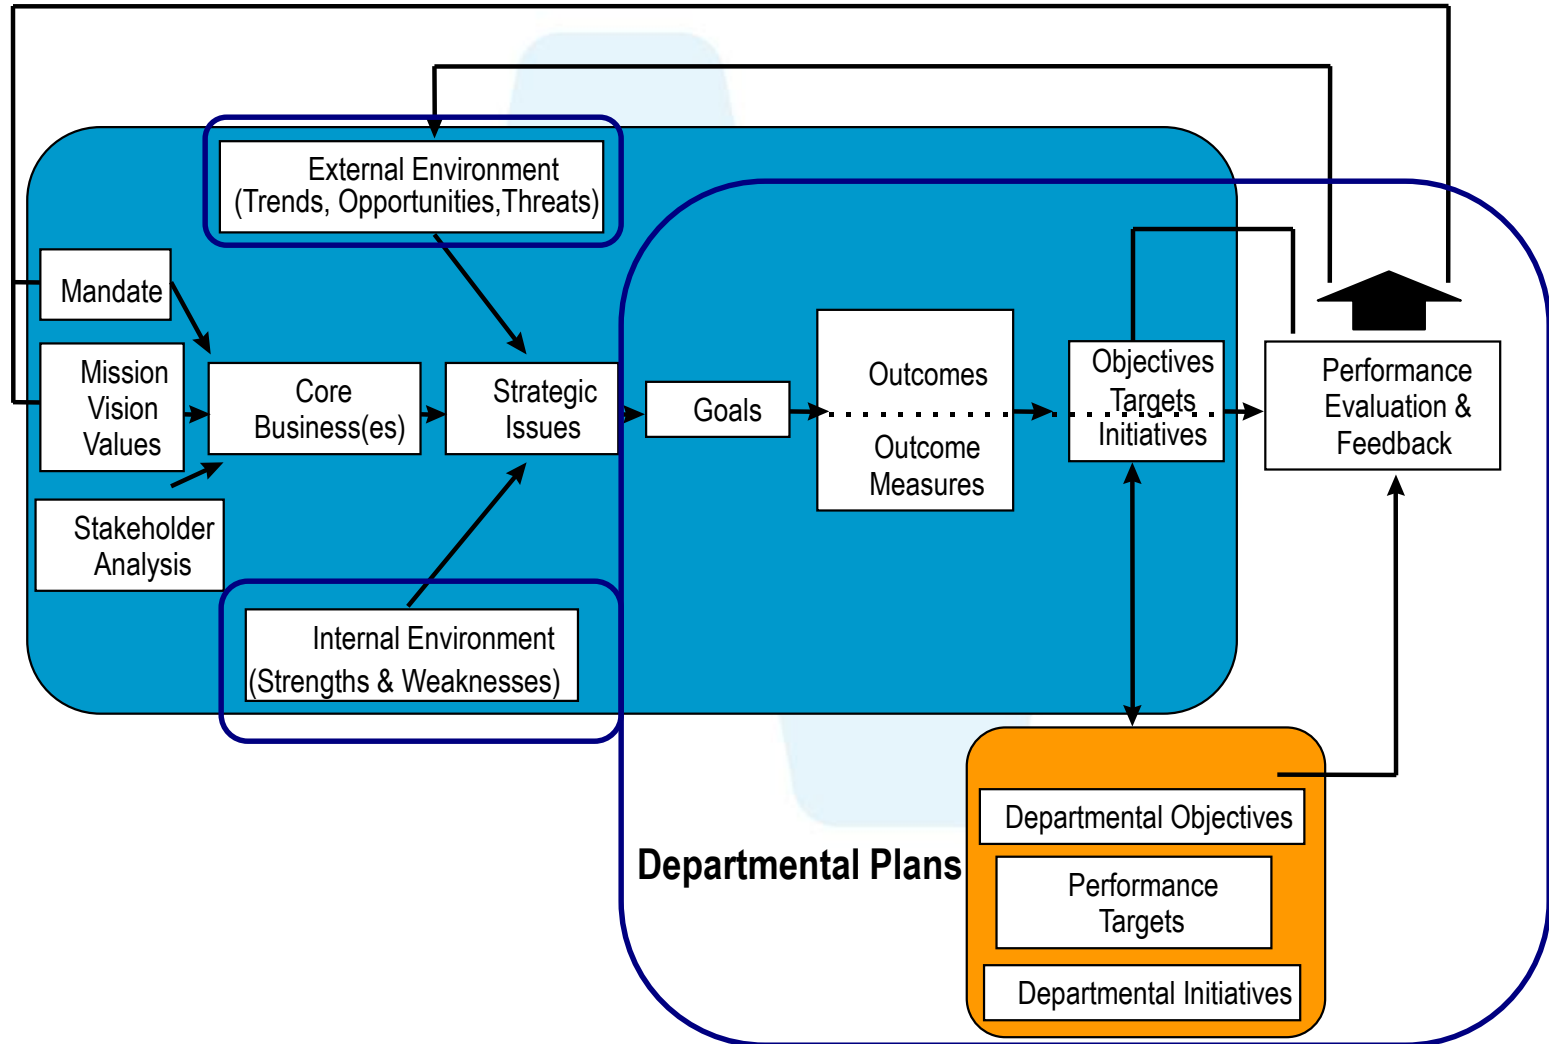 External Environment
(Trends, Opportunities,Threats)
Mandate
Mission
Vision
Values
Core
Business(es)
Strategic
Issues
Goals
Outcomes
Outcome
Measures
Objectives
Targets
Initiatives
Performance
Evaluation &
Feedback
Stakeholder
Analysis
Internal Environment
(Strengths & Weaknesses)
Departmental Plans
Departmental Objectives
Performance
Targets
Departmental Initiatives